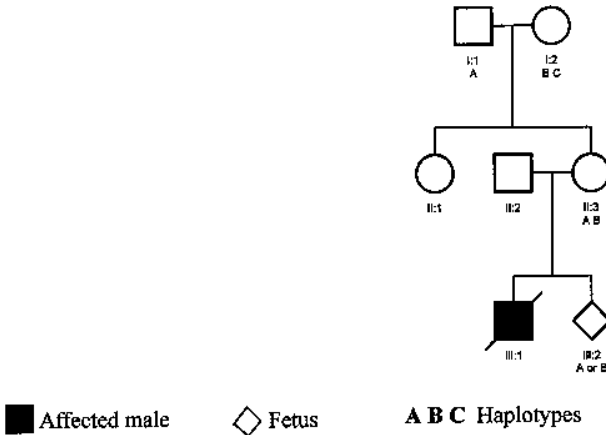 I:1 I:2
A B C
II:1 II:2 II:3
A B
III:1 III:2
A or B
Affected male Fetus A B C Haplotypes